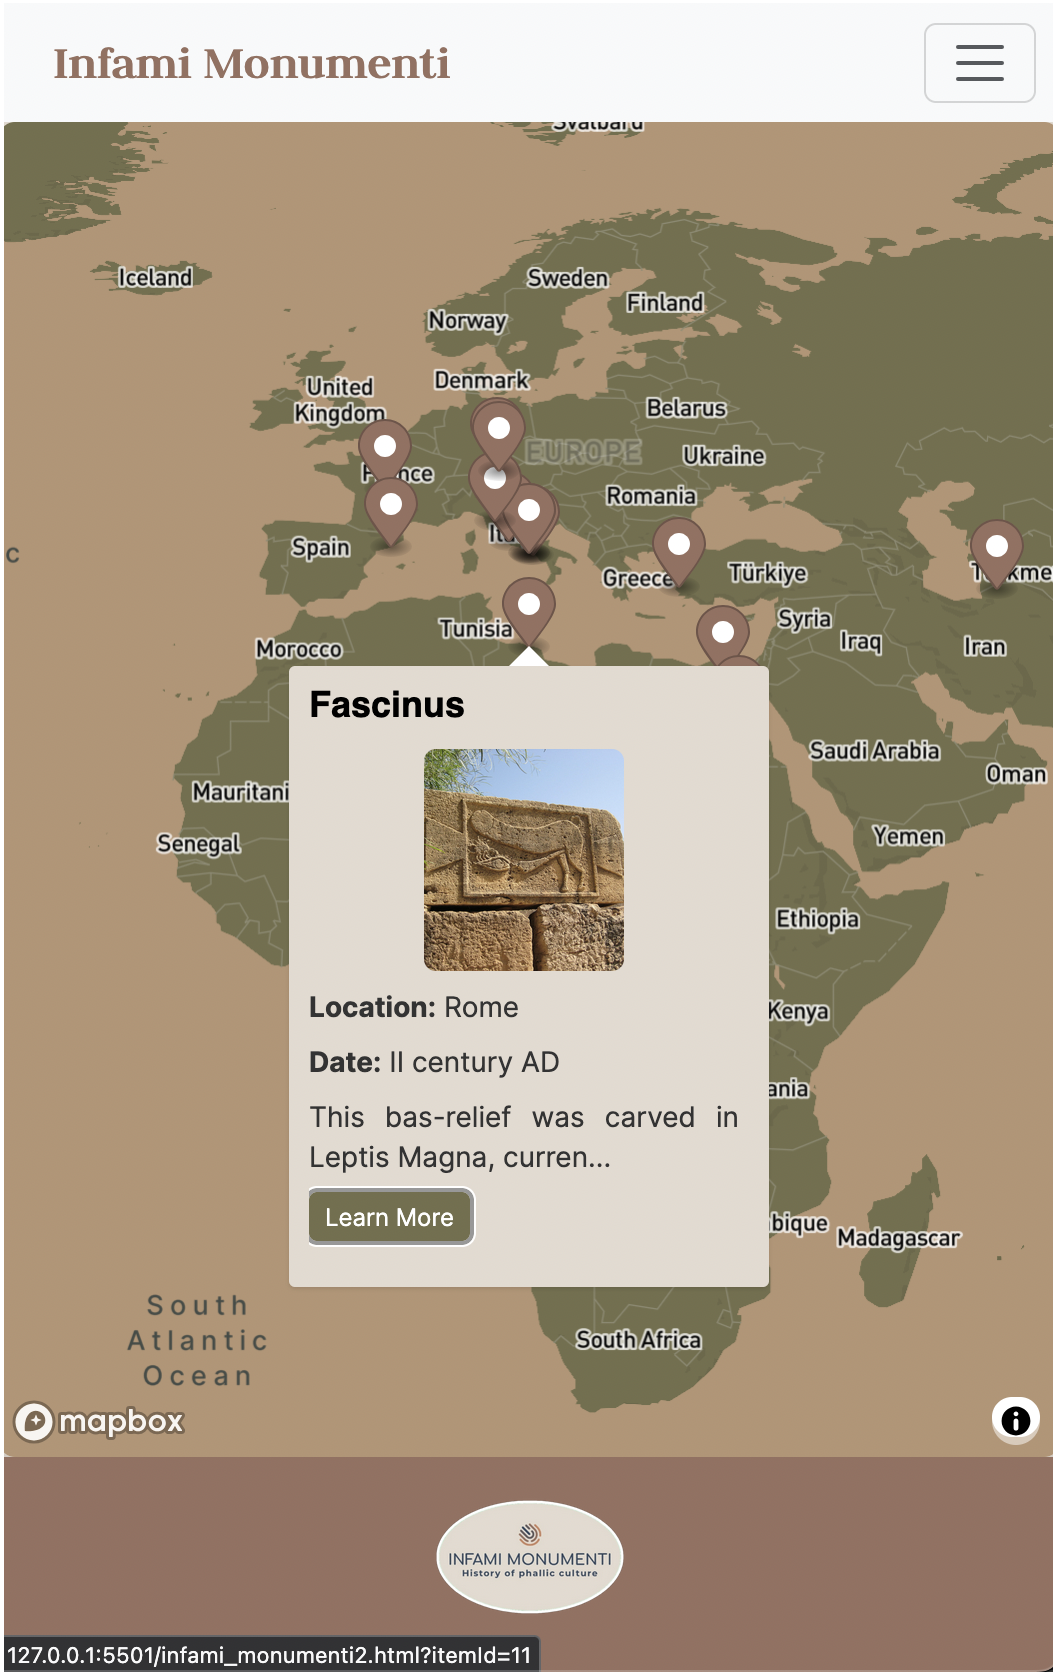 Infami Monumenti
Svalbard
Iceland
Sweden
Finland
Norway
Denmark
United
Kingdom
Belarus
EUROPE
Ukraine
France
Romania
Spain
C
Greece
Türkiye
Tunisia
Syria
Iraq
Iran
Morocco
Saudi Arabia
Oman
Mauritani
Senegal
Yemen
Ethiopia
Kenya
ania
bique
Madagascar
Fascinus
Location: Rome
Date: II century AD
This bas-relief was carved in
Leptis Magna, curren...
Learn More
South
Atlantic
Ocean
South Africa
mapbox
INFAMI MONUMENTI
History of phallic culture
127.0.0.1:5501/infami_monumenti2.html?itemId=11